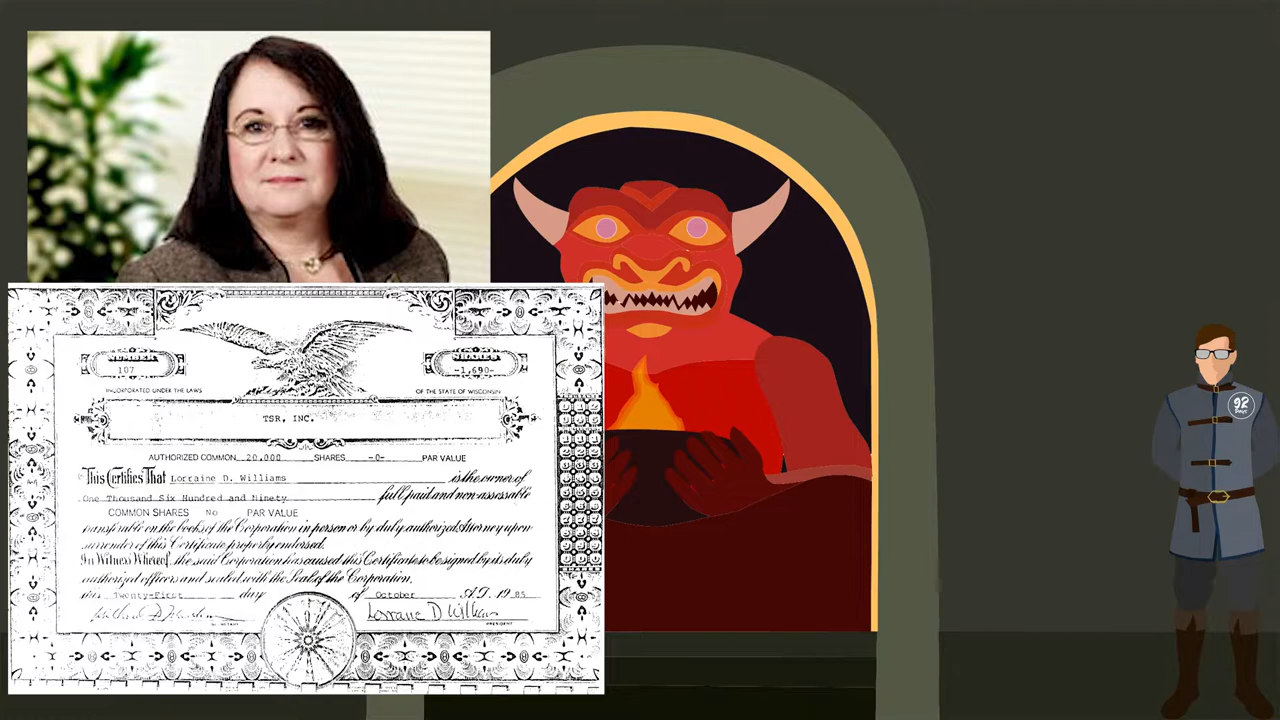 NUMBER
107
SHARES
-1,690-
INCORPORATED UNDER THE LAWS
OF THE STATE OF WISCONSIN
TSR, INC.
AUTHORIZED COMMON 20,000 SHARES -0- PAR VALUE
This Certifies That Lorraine D. Williams is the owner of
One Thousand Six Hundred and Ninety full paid and non-assessable
COMMON SHARES No PAR VALUE
transferable on the books of the Corporation in person or by duly authorized Attorney upon
surrender of this Certificate properly endorsed.
In Witness Whereof, the said Corporation has caused this Certificate to be signed by its duly
authorized officers and sealed with the Seal of the Corporation.
this Twenty-First day of October A.D. 19 85
Lorraine D Williams
PRESIDENT
92